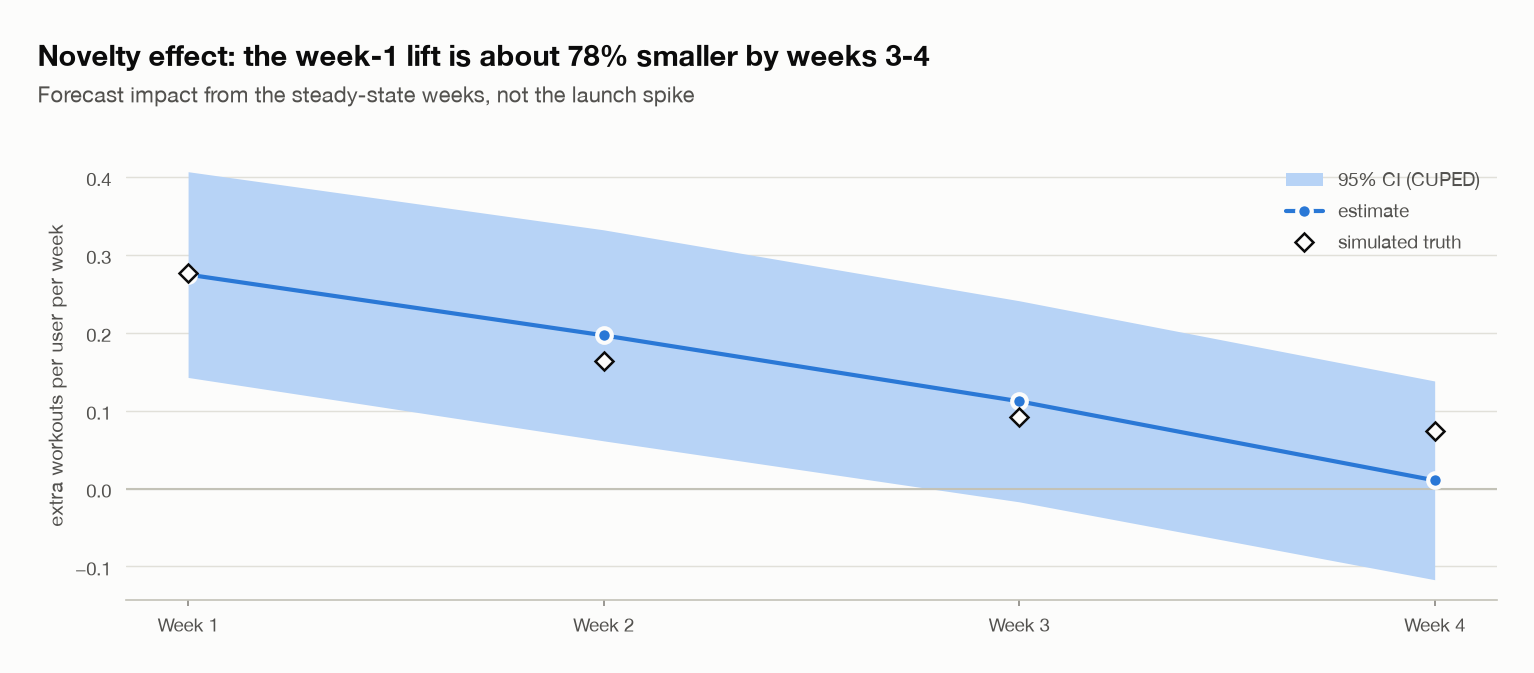 Novelty effect: the week-1 lift is about 78% smaller by weeks 3-4
Forecast impact from the steady-state weeks, not the launch spike
extra workouts per user per week
0.4
0.3
0.2
0.1
0.0
−0.1
95% CI (CUPED)
estimate
simulated truth
Week 1
Week 2
Week 3
Week 4